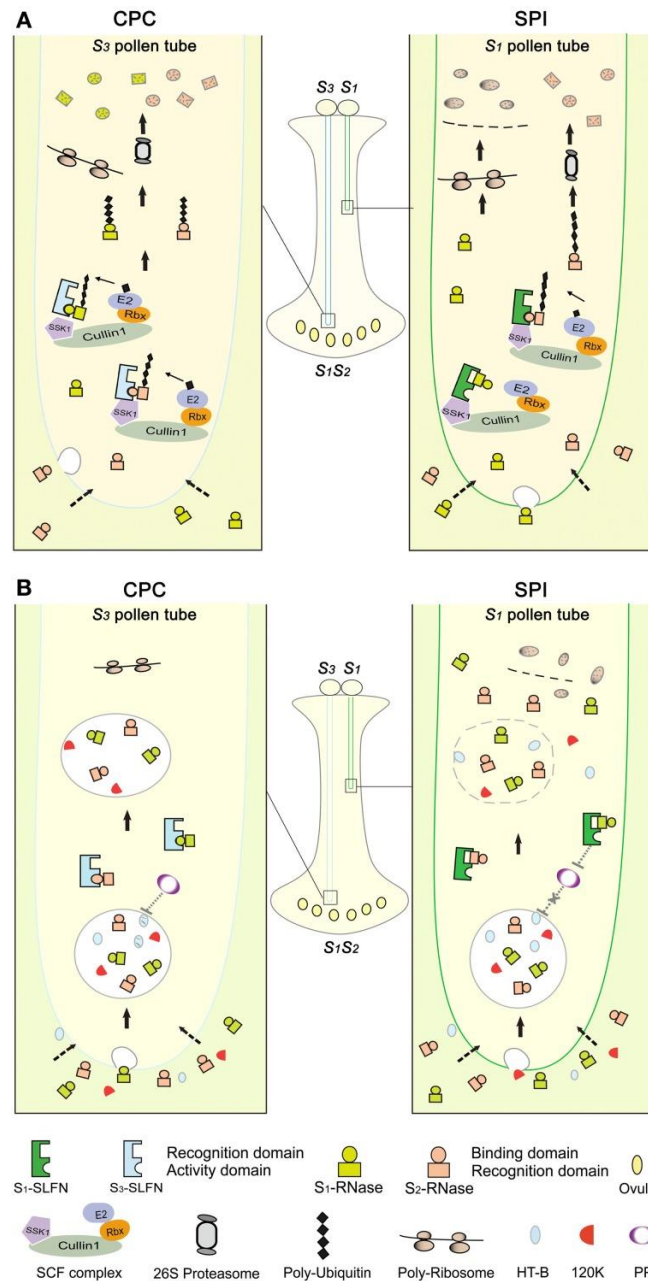 A
CPC
SPI
S3 pollen tube
S1 pollen tube
S3 S1
E2
Rbx
SSK1
Cullin1
E2
Rbx
SSK1
Cullin1
S1S2
E2
Rbx
SSK1
Cullin1
E2
Rbx
SSK1
Cullin1
B
CPC
SPI
S3 pollen tube
S1 pollen tube
S3 S1
S1S2
Recognition domain
Activity domain
Binding domain
Recognition domain
S1-SLFN
S3-SLFN
S1-RNase
S2-RNase
Ovul
SSK1
E2
Rbx
Cullin1
SCF complex
26S Proteasome
Poly-Ubiquitin
Poly-Ribosome
HT-B
120K